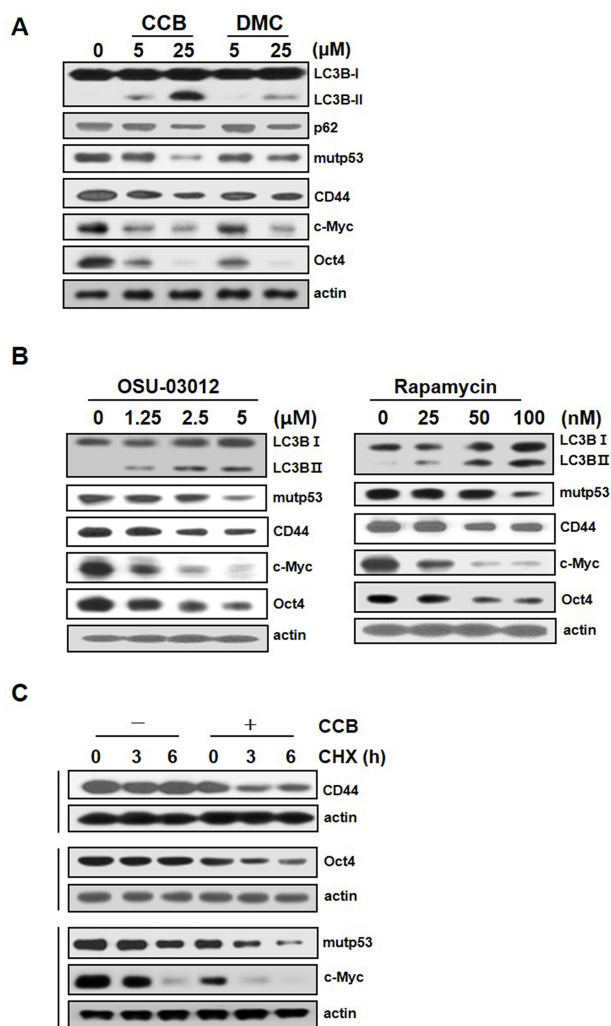 A
CCB DMC
0 5 25 5 25 (μM)
LC3B-I
LC3B-II
p62
mutp53
CD44
c-Myc
Oct4
actin
B
OSU-03012
0 1.25 2.5 5 (μM)
LC3B I
LC3B II
mutp53
CD44
c-Myc
Oct4
actin
Rapamycin
0 25 50 100 (nM)
LC3B I
LC3B II
mutp53
CD44
c-Myc
Oct4
actin
C
− + CCB
0 3 6 0 3 6 CHX (h)
CD44
actin
Oct4
actin
mutp53
c-Myc
actin